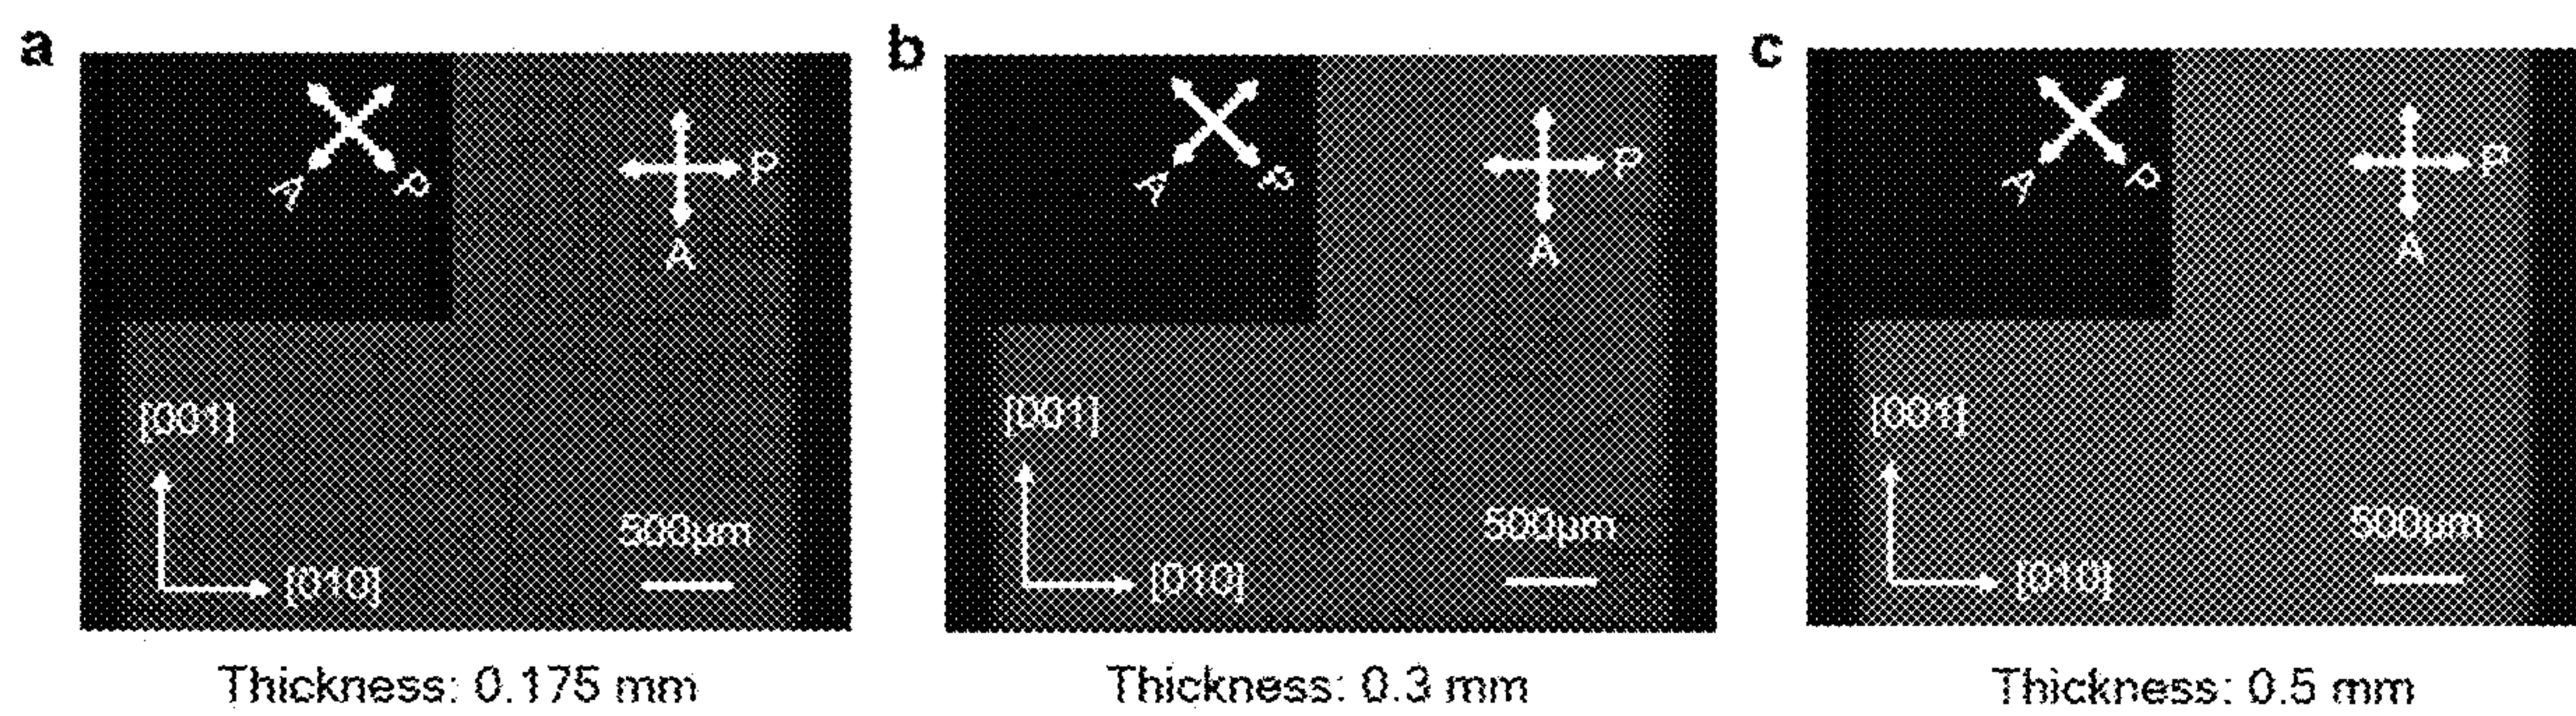 a
A P
P
A
[001]
[010]
500μm
Thickness: 0.175 mm
b
A P
P
A
[001]
[010]
500μm
Thickness: 0.3 mm
c
A P
P
A
[001]
[010]
500μm
Thickness: 0.5 mm